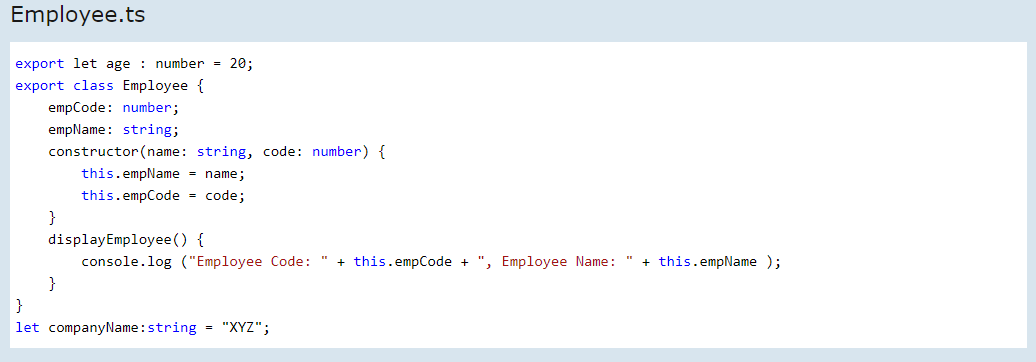 Employee.ts
export let age : number = 20;
export class Employee {
    empCode: number;
    empName: string;
    constructor(name: string, code: number) {
        this.empName = name;
        this.empCode = code;
    }
    displayEmployee() {
        console.log ("Employee Code: " + this.empCode + ", Employee Name: " + this.empName );
    }
}
let companyName:string = "XYZ";